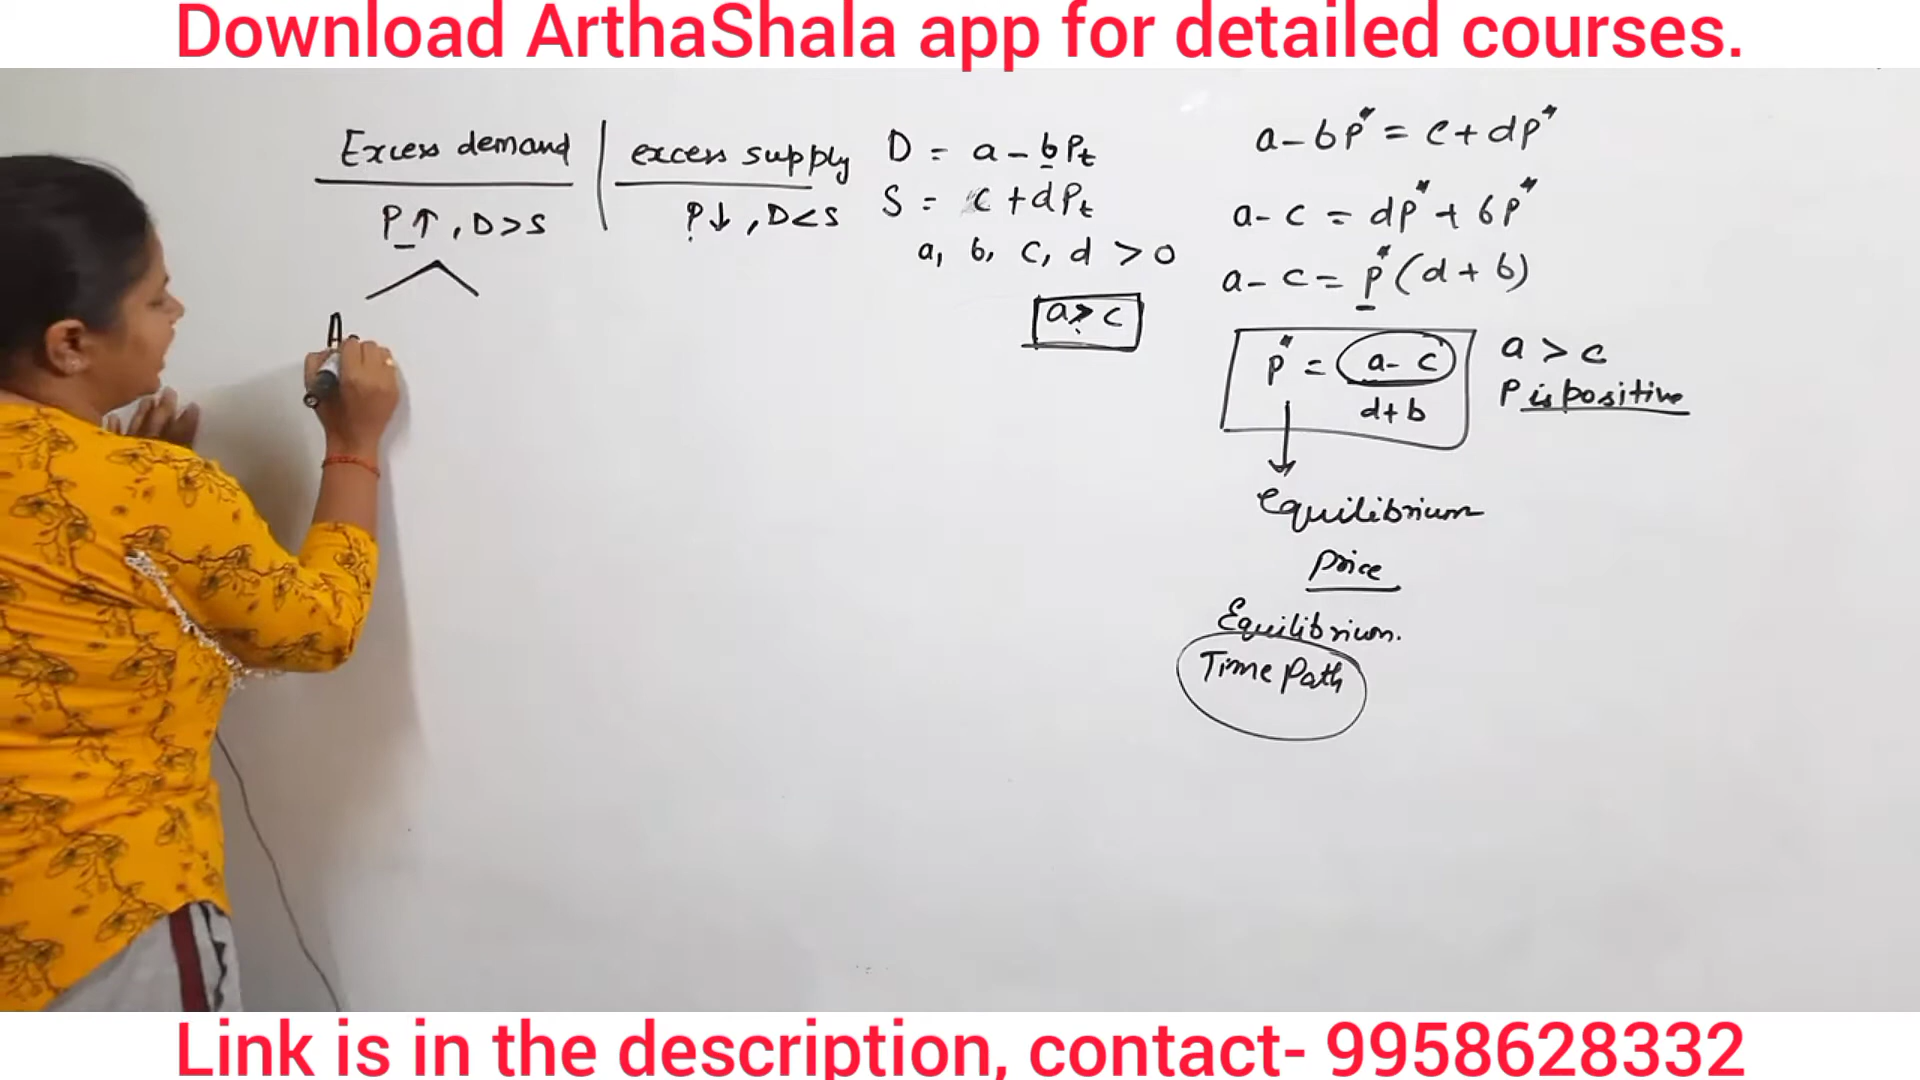 Download ArthaShala app for detailed courses.
Excess demand | excess supply
P↑, D>S
P↓, D<S
A
D = a - bPt
S = c + dPt
a, b, c, d > 0
a > c
a - bP* = c + dP*
a - c = dP* + bP*
a - c = P*(d + b)
P* = a - c
d + b
a > c
P is positive
Equilibrium
Price
Equilibrium.
Time Path
Link is in the description, contact- 9958628332